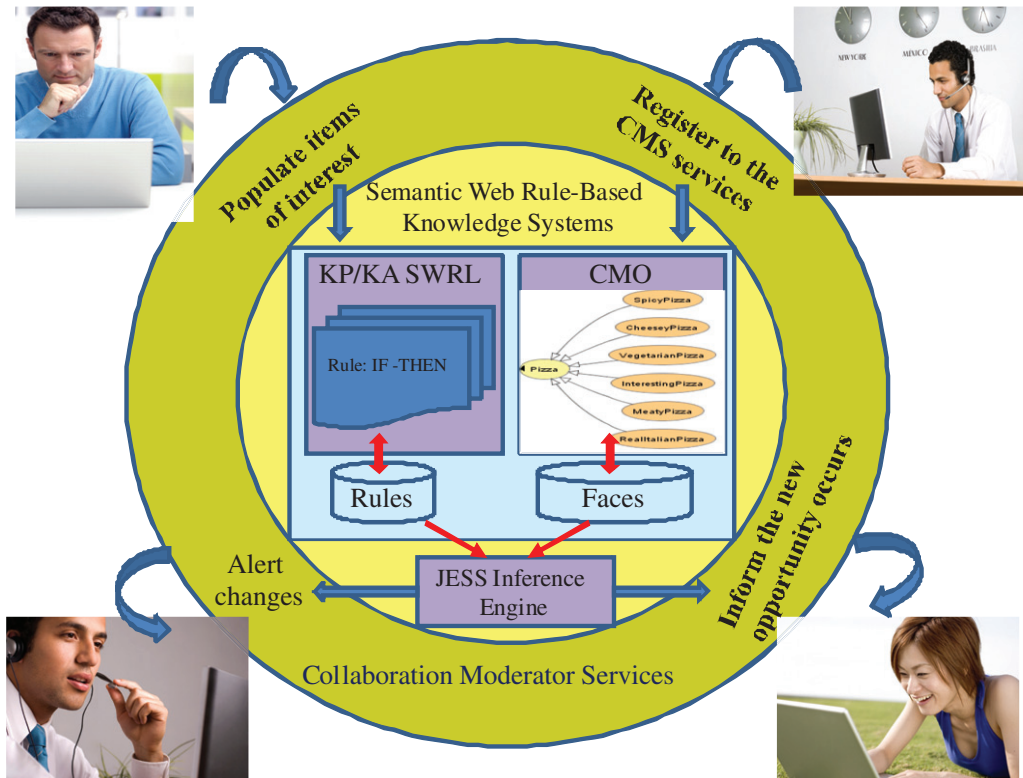 NEW YORK
MEXICO
BRASILIA
Populate items
of interest
Register to the
CMS services
Semantic Web Rule-Based
Knowledge Systems
KP/KA SWRL
Rule: IF -THEN
CMO
SpicyPizza
CheeseyPizza
VegetarianPizza
Pizza
InterestingPizza
MeatyPizza
RealItalianPizza
Rules
Faces
JESS Inference
Engine
Alert
changes
Inform the new
opportunity occurs
Collaboration Moderator Services